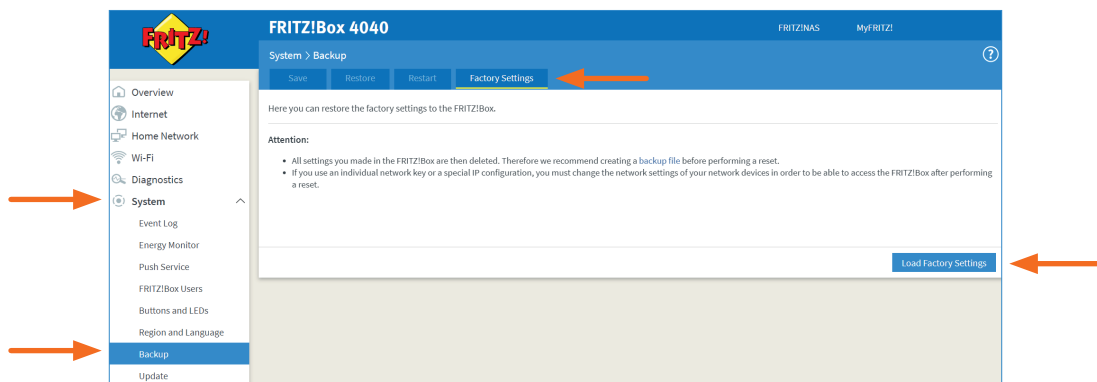 FRITZ!
FRITZ!Box 4040
FRITZ!NAS MyFRITZ!
System > Backup
?
Save Restore Restart Factory Settings
Overview
Internet
Home Network
Wi-Fi
Diagnostics
System
Event Log
Energy Monitor
Push Service
FRITZ!Box Users
Buttons and LEDs
Region and Language
Backup
Update
Here you can restore the factory settings to the FRITZ!Box.
Attention:
• All settings you made in the FRITZ!Box are then deleted. Therefore we recommend creating a backup file before performing a reset.
• If you use an individual network key or a special IP configuration, you must change the network settings of your network devices in order to be able to access the FRITZ!Box after performing
a reset.
Load Factory Settings